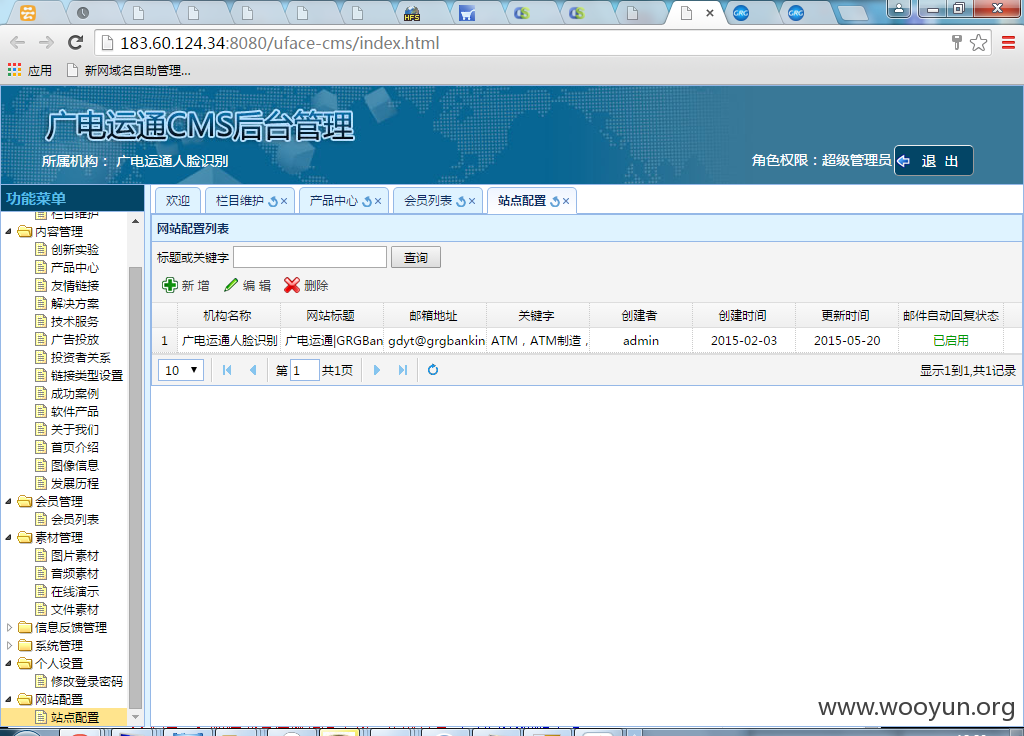 HFS
GRG
GRG
183.60.124.34:8080/uface-cms/index.html
应用 新网域名自助管理...
广电运通CMS后台管理
所属机构： 广电运通人脸识别
角色权限：超级管理员 退 出
功能菜单
栏目维护
内容管理
创新实验
产品中心
友情链接
解决方案
技术服务
广告投放
投资者关系
链接类型设置
成功案例
软件产品
关于我们
首页介绍
图像信息
发展历程
会员管理
会员列表
素材管理
图片素材
音频素材
在线演示
文件素材
信息反馈管理
系统管理
个人设置
修改登录密码
网站配置
站点配置
欢迎 栏目维护 产品中心 会员列表 站点配置
网站配置列表
标题或关键字 查询
新 增 编 辑 删除
机构名称 网站标题 邮箱地址 关键字 创建者 创建时间 更新时间 邮件自动回复状态
1 广电运通人脸识别 广电运通|GRGBan gdyt@grgbankin ATM，ATM制造， admin 2015-02-03 2015-05-20 已启用
10 第 1 共1页 显示1到1,共1记录
www.wooyun.org